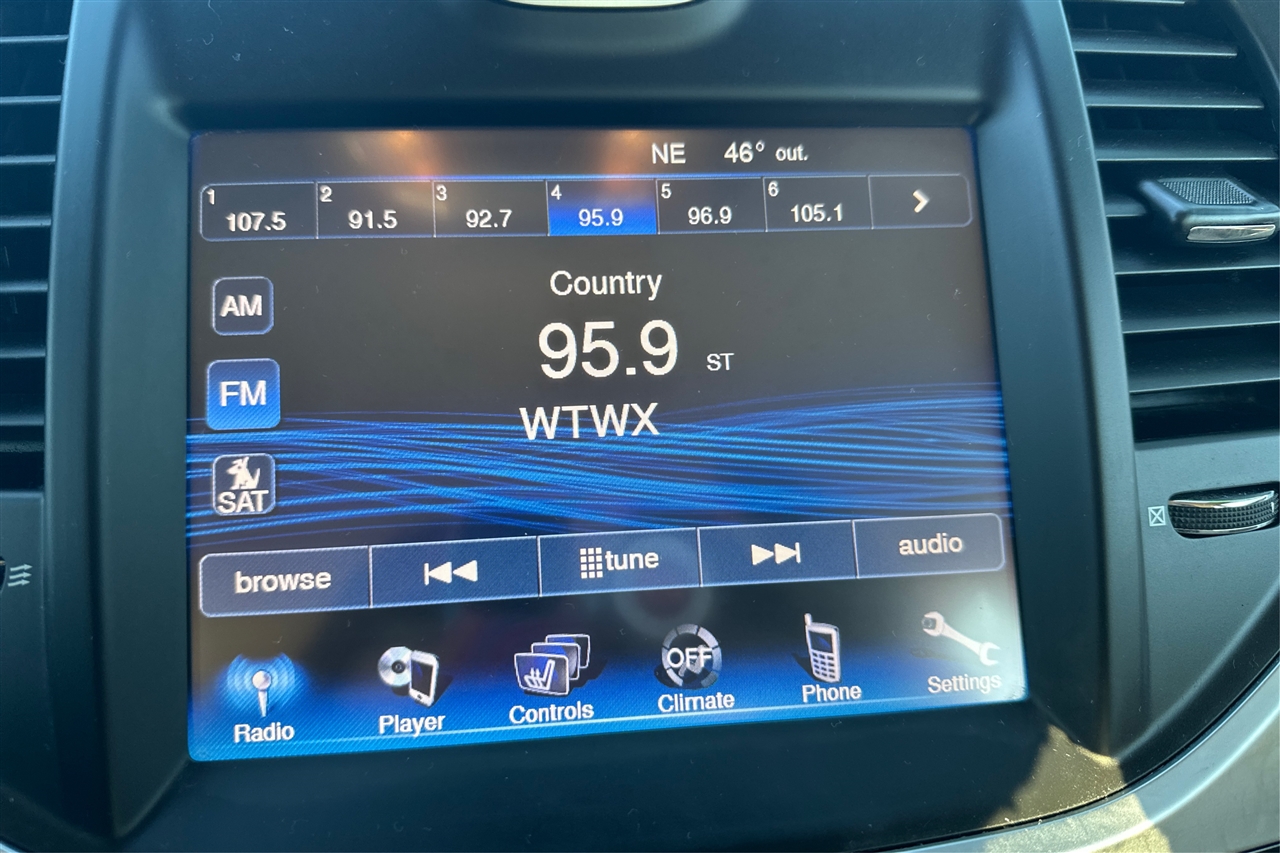 NE 46° out.
1 107.5 2 91.5 3 92.7 4 95.9 5 96.9 6 105.1
Country
AM
95.9 ST
FM
WTWX
SAT
browse tune audio
OFF
Radio Player Controls Climate Phone Settings